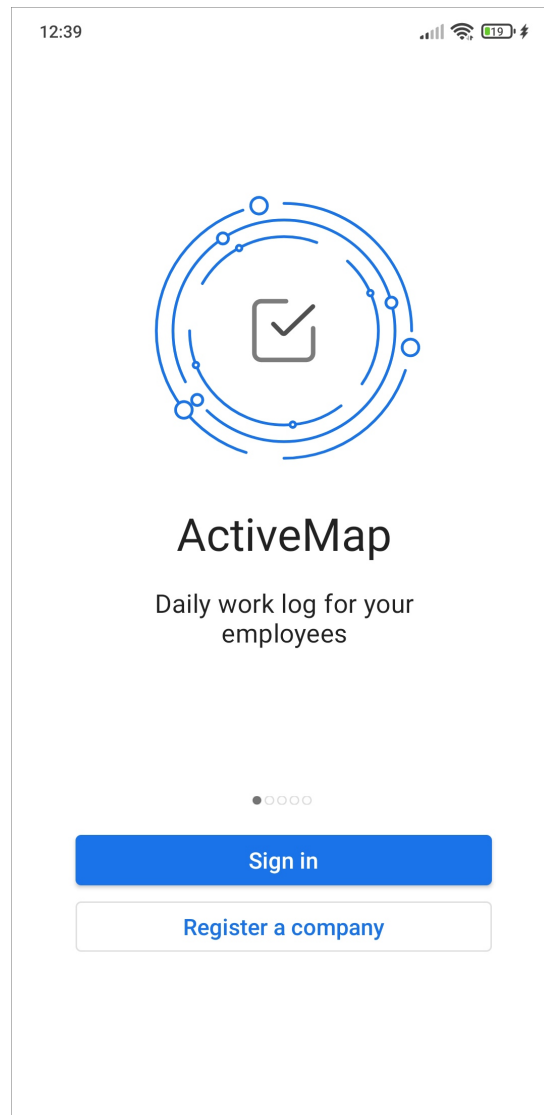 12:39
19
ActiveMap
Daily work log for your
employees
Sign in
Register a company